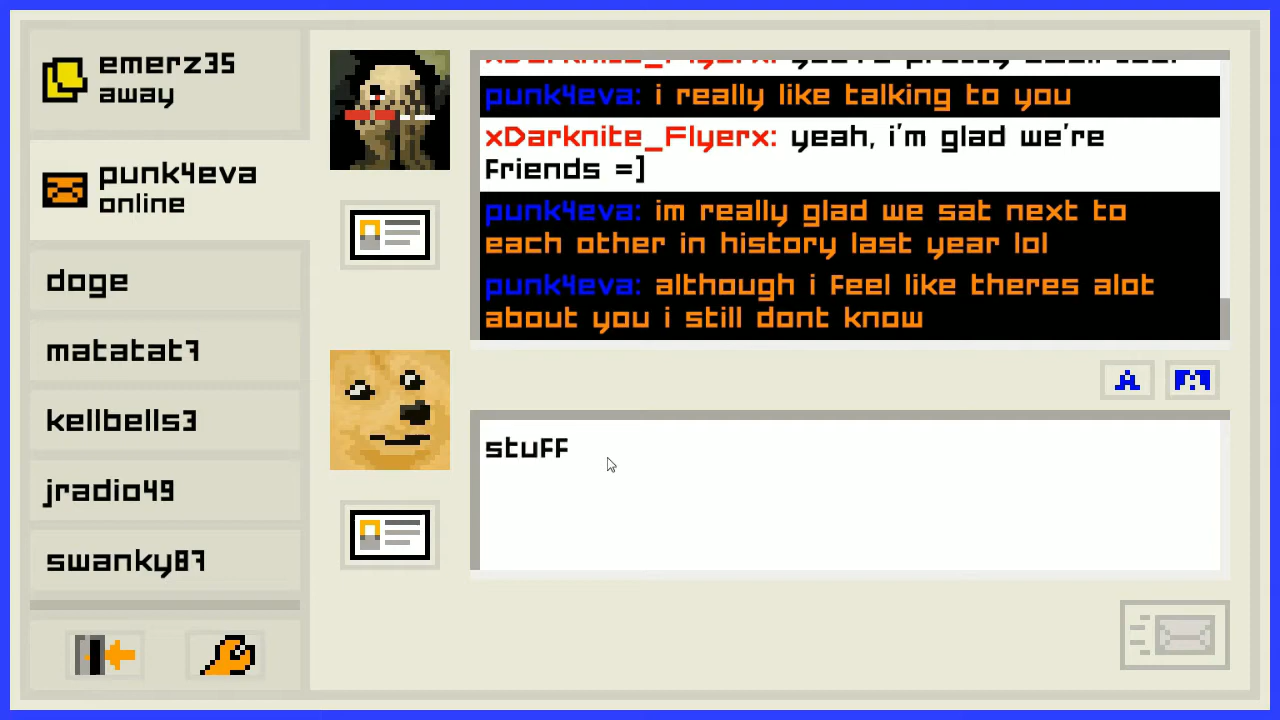 emerz35
away
punk4eva
online
doge
matatat7
kellbells3
jradio49
swanky87
punk4eva: i really like talking to you
xDarknite_Flyerx: yeah, i'm glad we're
Friends =]
punk4eva: im really glad we sat next to
each other in history last year lol
punk4eva: although i Feel like theres alot
about you i still dont know
A
stuFF